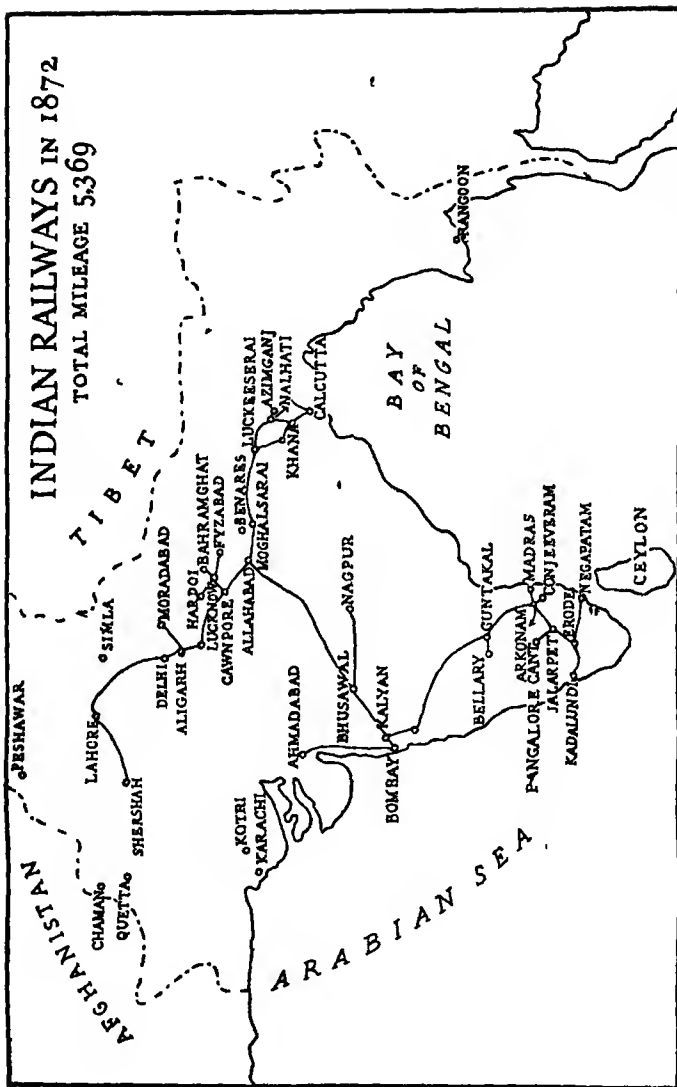 INDIAN RAILWAYS IN 1872
TOTAL MILEAGE 5,369
AFGHANISTAN
TIBET
PESHAWAR
CHAMAN
QUETTA
LAHORE
SHERSHAH
SIMLA
DELHI
ALIGARH
MORADABAD
HARDOI
BAHRAMGHAT
LUCKNOW
FYZABAD
CAWNPORE
BENARES
ALLAHABAD
MOGHALSARAI
LUCKEESERAI
AZIMGANJ
NALHATI
KHANA
CALCUTTA
KOTRI
KARACHI
AHMADABAD
BHUSAWAL
NAGPUR
KALYAN
BOMBAY
ARABIAN SEA
BAY
OF
BENGAL
RANGOON
GUNTAKAL
BELLARY
MADRAS
ARKONAM
CONJEEVERAM
PANGALORE CANT.
JALARPET
ERODE
NEGAPATAM
KADALUNDI
CEYLON